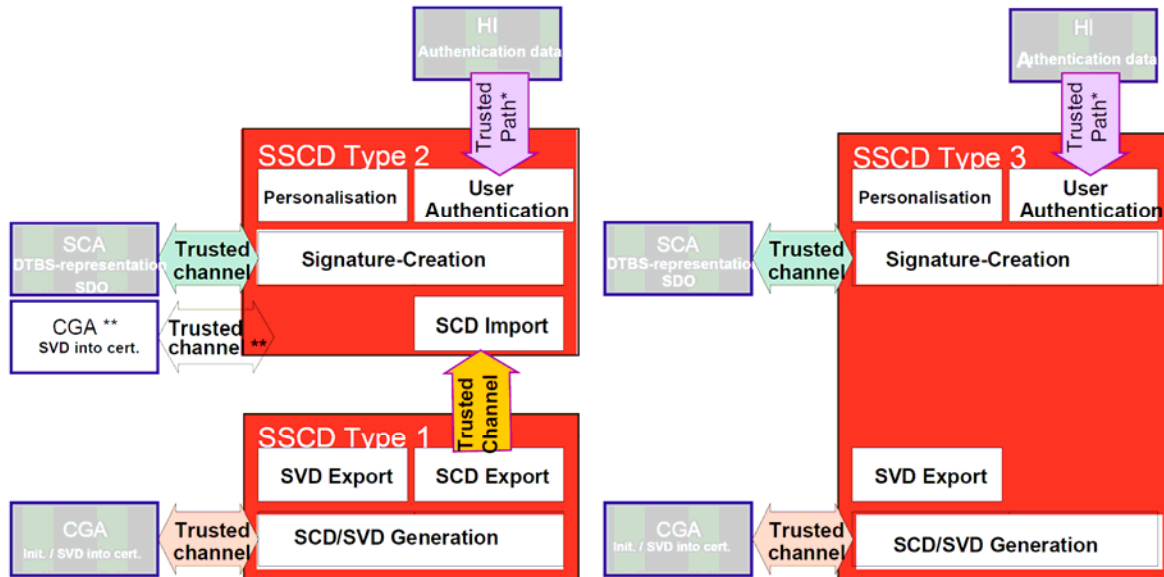 HI
Authentication data
Trusted
Path*
SSCD Type 2
Personalisation
User
Authentication
SCA
DTBS-representation
SDO
Trusted
channel
Signature-Creation
CGA **
SVD into cert.
Trusted
channel **
SCD Import
Trusted
Channel
SSCD Type 1
SVD Export
SCD Export
CGA
Init. / SVD into cert.
Trusted
channel
SCD/SVD Generation
HI
Authentication data
Trusted
Path*
SSCD Type 3
Personalisation
User
Authentication
SCA
DTBS-representation
SDO
Trusted
channel
Signature-Creation
SVD Export
CGA
Init. / SVD into cert.
Trusted
channel
SCD/SVD Generation